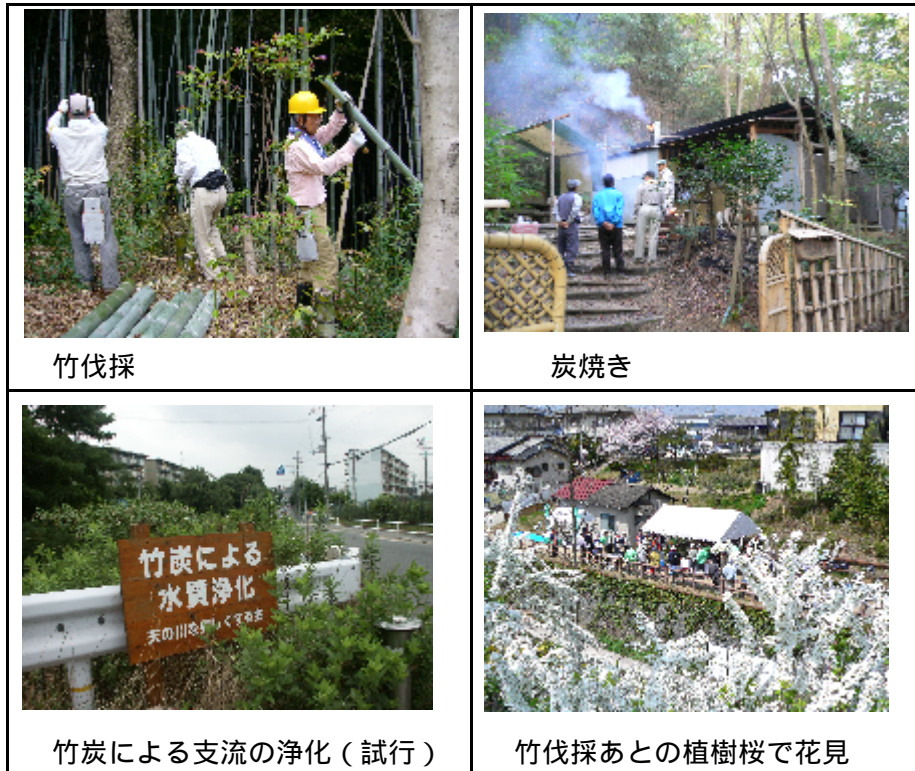 竹伐採
炭焼き
竹炭による
水質浄化
天の川を美しくする会
竹炭による支流の浄化（試行）
竹伐採あとの植樹桜で花見